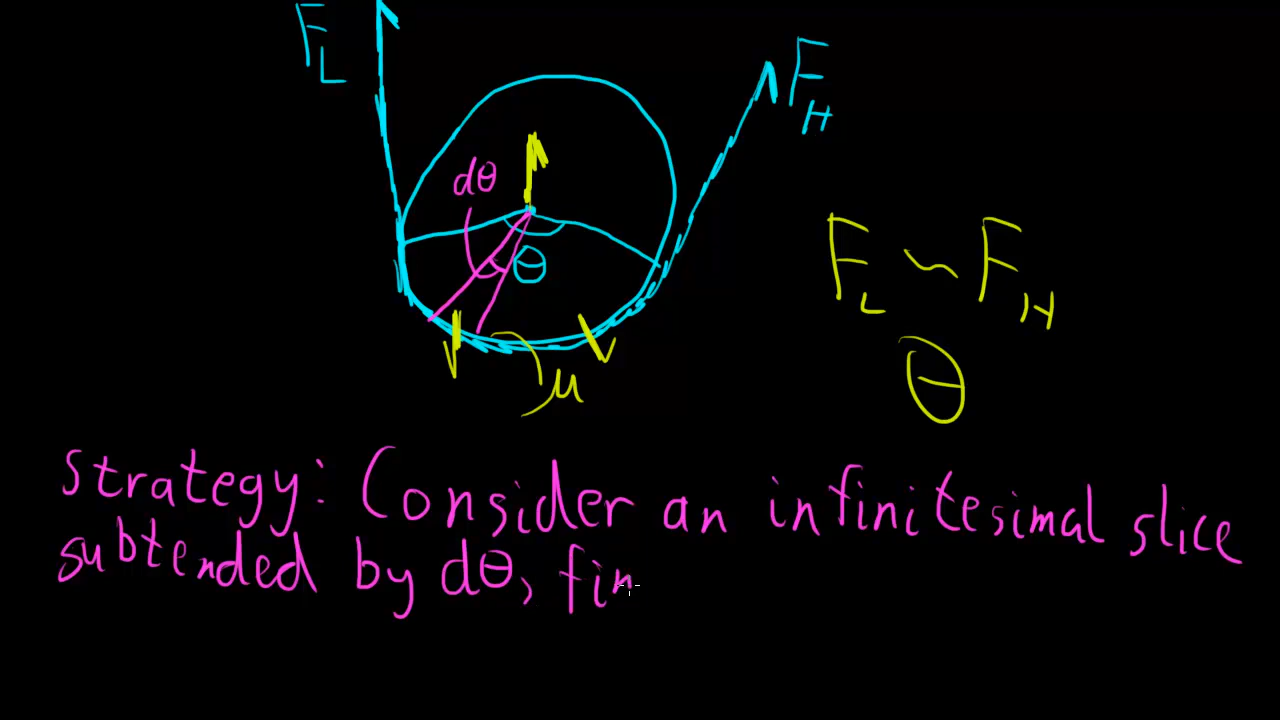 F_L
F_H
dθ
θ
F_L ~ F_H
θ
μ
Strategy: Consider an infinitesimal slice
subtended by dθ, fin